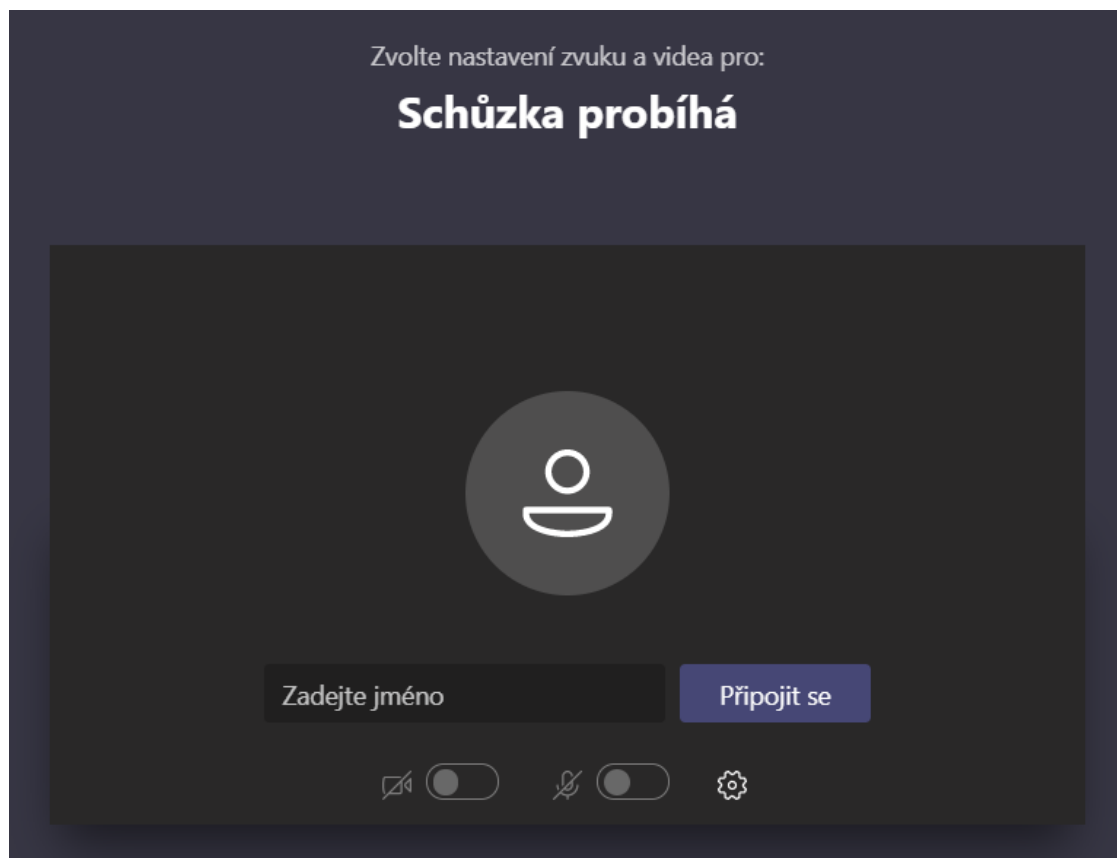 Zvolte nastavení zvuku a videa pro:
Schůzka probíhá
Zadejte jméno
Připojit se